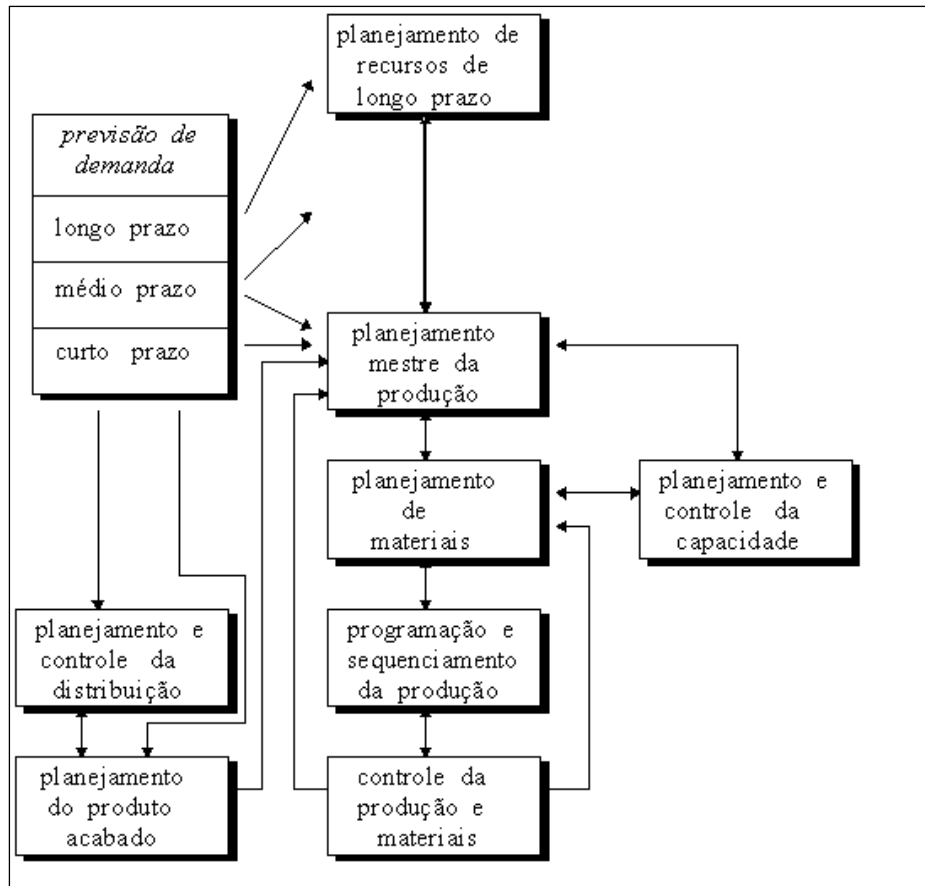 planejamento de
recursos de
longo prazo
previsão de
demanda
longo prazo
médio prazo
curto prazo
planejamento
mestre da
produção
planejamento
de
materiais
planejamento e
controle da
capacidade
planejamento e
controle da
distribuição
programação e
sequenciamento
da produção
planejamento
do produto
acabado
controle da
produção e
materiais